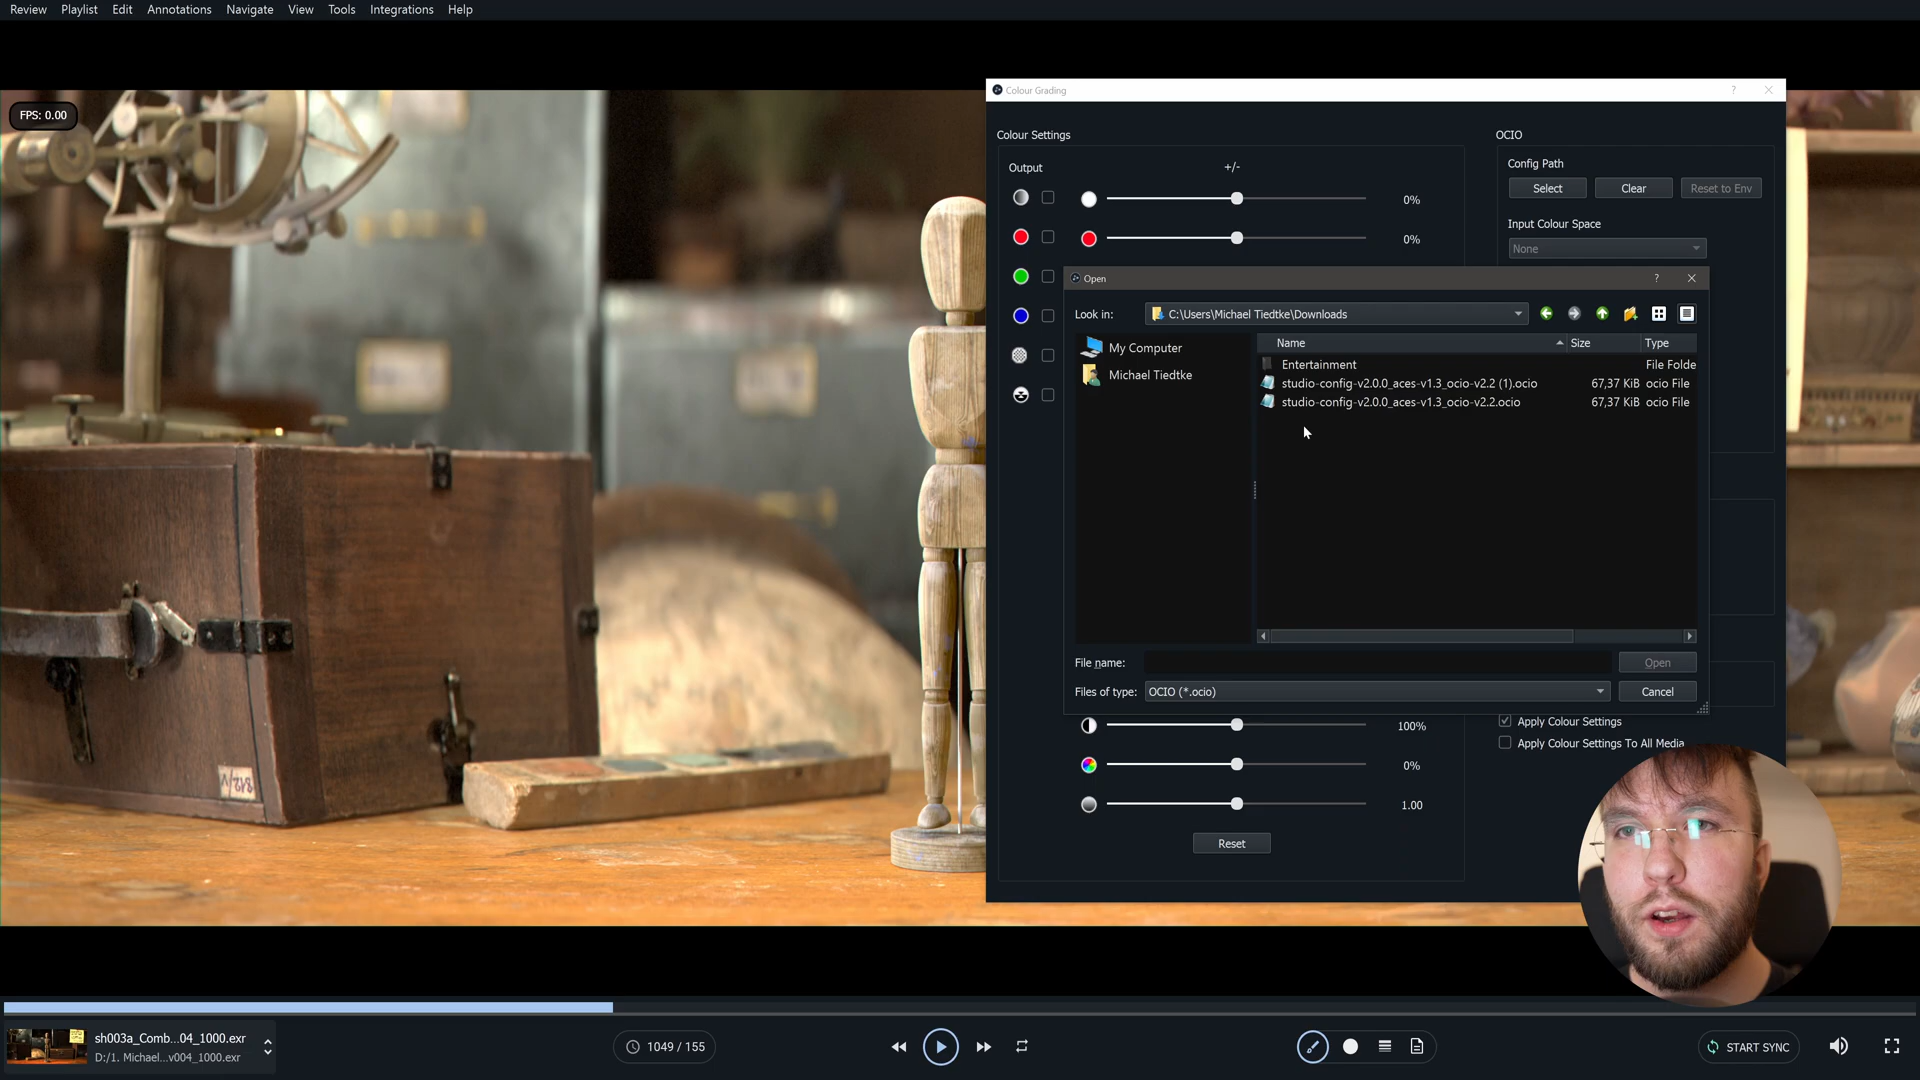 Review Playlist Edit Annotations Navigate View Tools Integrations Help
FPS: 0.00
Colour Grading
Colour Settings
OCIO
Output
+/-
Config Path
0%
Select Clear Reset to Env
Input Colour Space
0%
None
Open
Look in: C:\Users\Michael Tiedtke\Downloads
My Computer
Michael Tiedtke
Name Size Type
Entertainment File Folde
studio-config-v2.0.0_aces-v1.3_ocio-v2.2 (1).ocio 67,37 KiB ocio File
studio-config-v2.0.0_aces-v1.3_ocio-v2.2.ocio 67,37 KiB ocio File
File name: Open
Files of type: OCIO (*.ocio) Cancel
100%
Apply Colour Settings
Apply Colour Settings To All Media
0%
1.00
Reset
V/242
sh003a_Comb...04_1000.exr
D:/1. Michael...v004_1000.exr
1049 / 155
START SYNC